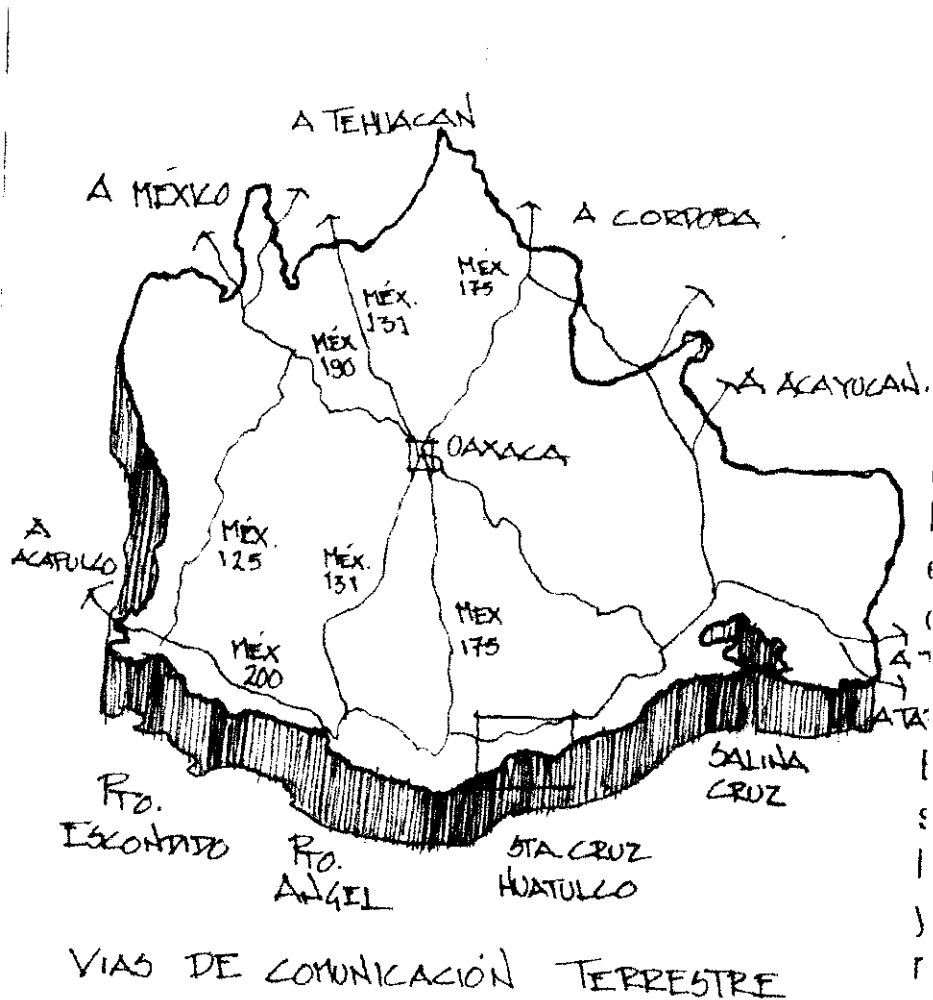 A TEHUACAN
A MÉXICO
A CORDOBA
MÉX
175
MÉX.
131
MÉX
190
A ACAYUCAN.
OAXACA
A
ACAPULCO
MÉX.
125
MÉX.
131
MEX
175
MÉX
200
A
A TA
SALINA
CRUZ
PTO.
ESCONDIDO
PTO.
ANGEL
STA. CRUZ
HUATULCO
VIAS DE COMUNICACIÓN TERRESTRE